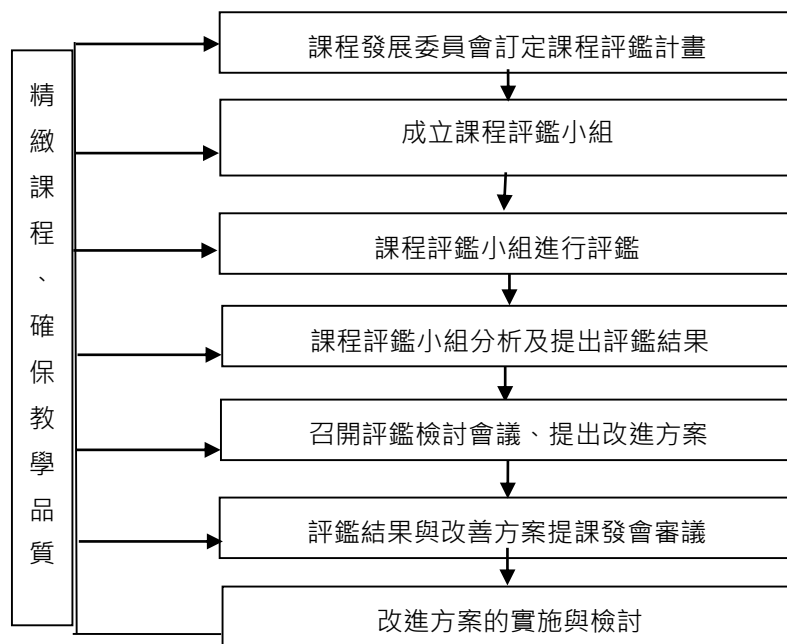 精緻課程、確保教學品質
課程發展委員會訂定課程評鑑計畫
成立課程評鑑小組
課程評鑑小組進行評鑑
課程評鑑小組分析及提出評鑑結果
召開評鑑檢討會議、提出改進方案
評鑑結果與改善方案提課發會審議
改進方案的實施與檢討